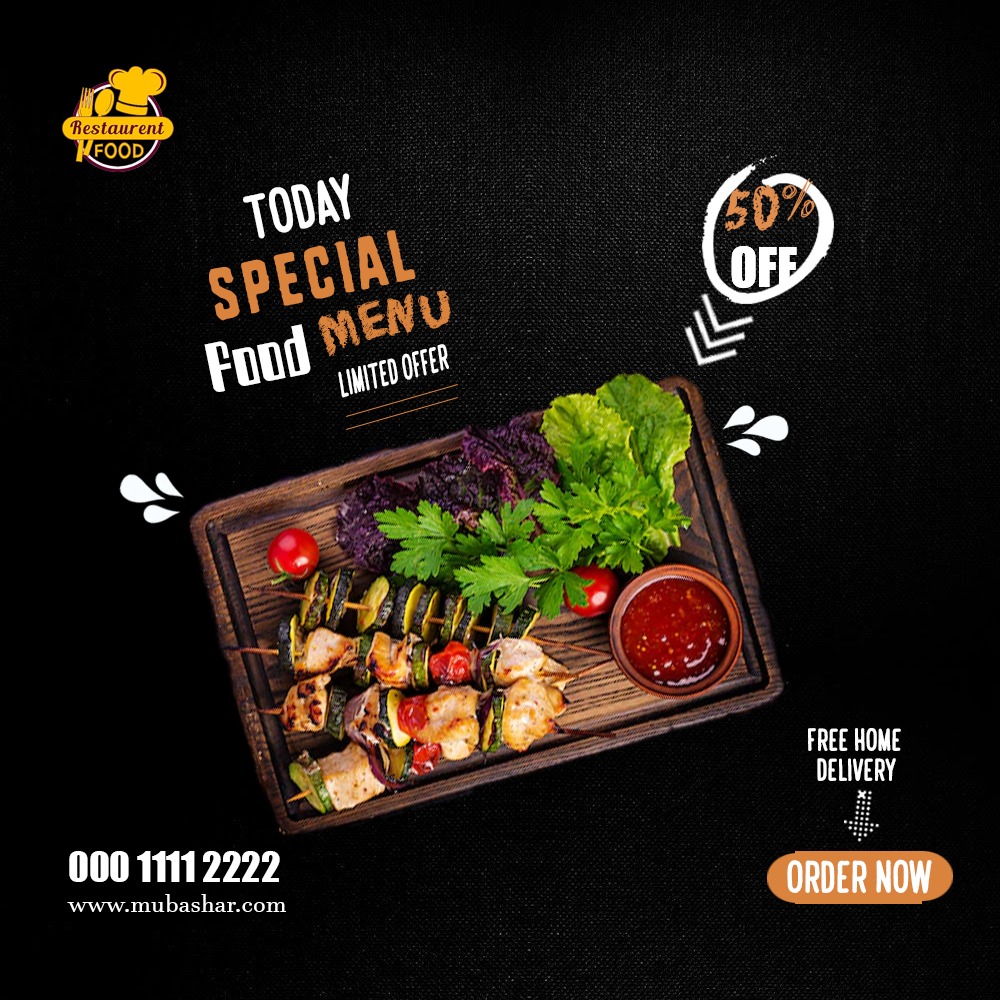 Restaurent
FOOD
TODAY
SPECIAL
Food MENU
LIMITED OFFER
50%
OFF
FREE HOME
DELIVERY
ORDER NOW
000 1111 2222
www.mubashar.com